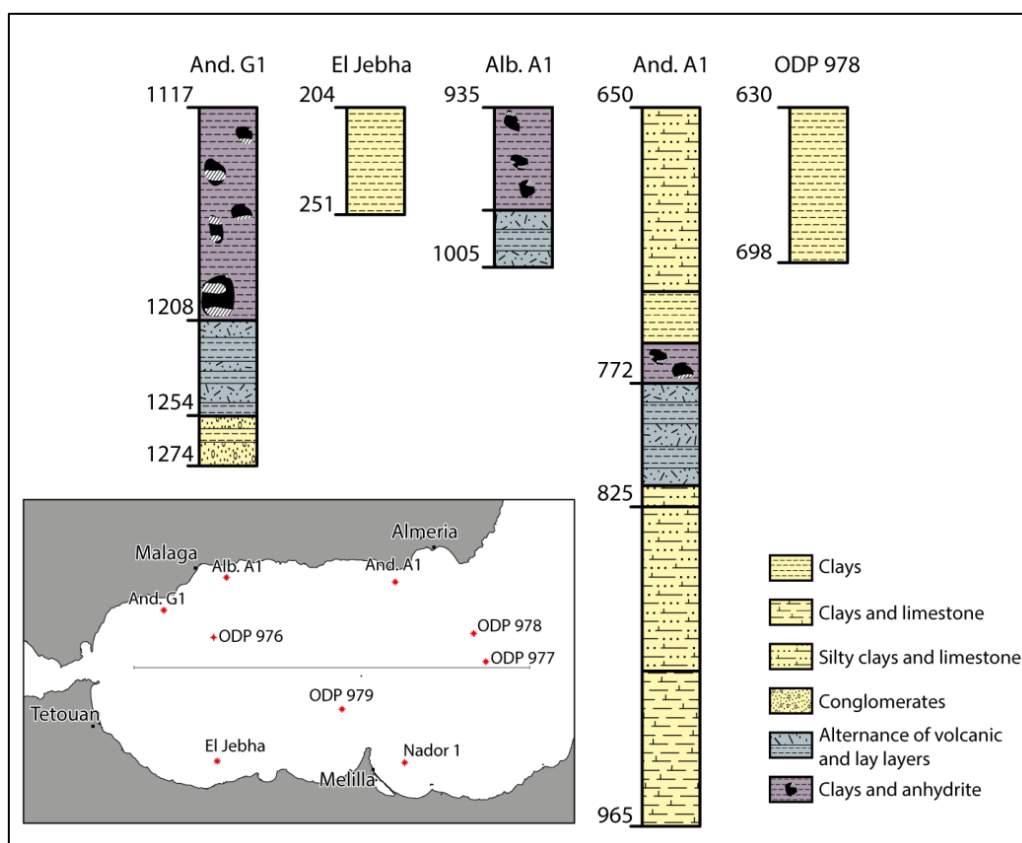 And. G1
El Jebha
Alb. A1
And. A1
ODP 978
1117
204
935
650
630
251
1005
698
1208
772
1254
1274
825
965
Malaga
Almeria
Alb. A1
And. A1
And. G1
ODP 976
ODP 978
ODP 977
ODP 979
Tetouan
El Jebha
Nador 1
Melilla
Clays
Clays and limestone
Silty clays and limestone
Conglomerates
Alternance of volcanic
and lay layers
Clays and anhydrite